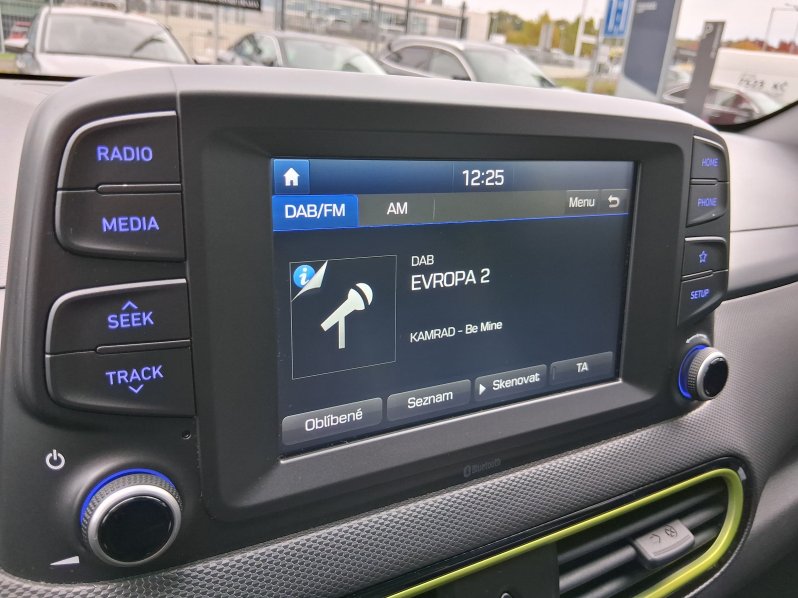 RADIO
MEDIA
SEEK
TRACK
12:25
DAB/FM AM Menu
i
DAB
EVROPA 2
KAMRAD - Be Mine
Oblíbené Seznam Skenovat TA
Bluetooth
HOME
PHONE
SETUP
P